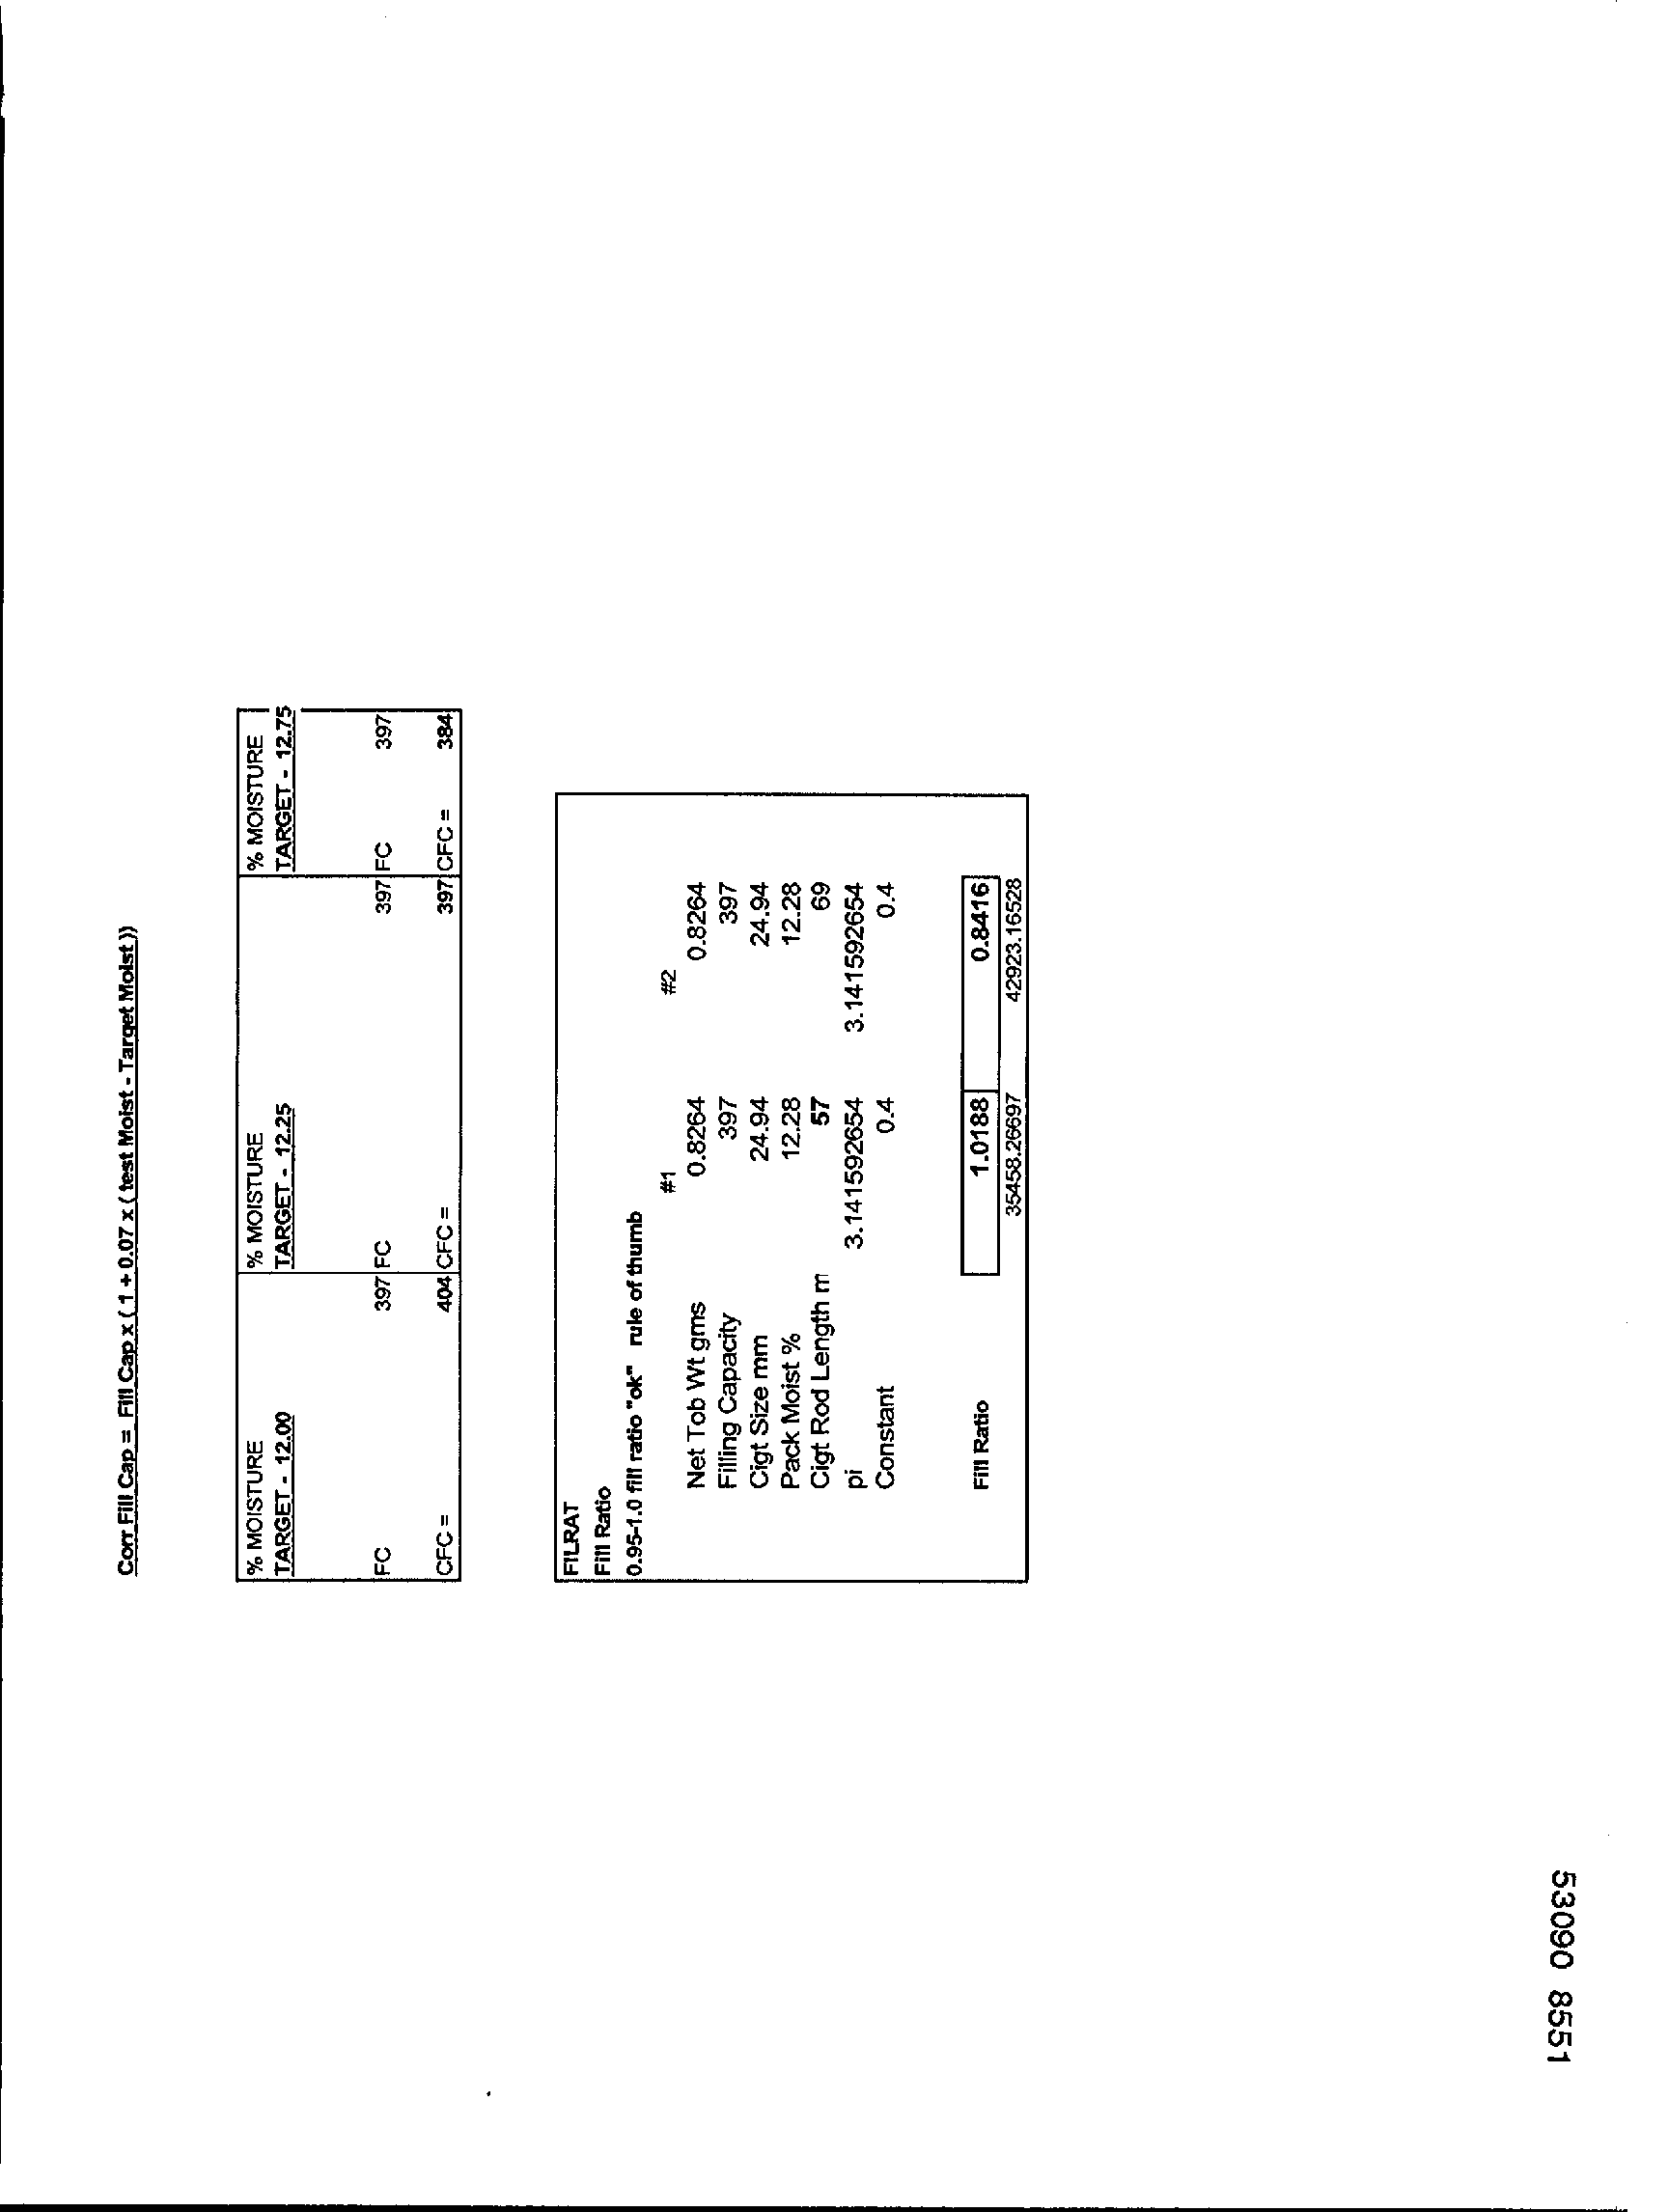 Corr Fill Cap = Fill Cap x ( 1 + 0.07 x ( test Moist - Target Moist ))
% MOISTURE % MOISTURE % MOISTURE
TARGET - 12.00 TARGET - 12.25 TARGET - 12.75
FC 397 FC 397 FC 397
CFC = 404 CFC = 397 CFC = 384
FILRAT
Fill Ratio
0.95-1.0 fill ratio "ok" rule of thumb
#1 #2
Net Tob Wt gms 0.8264 0.8264
Filling Capacity 397 397
Cigt Size mm 24.94 24.94
Pack Moist % 12.28 12.28
Cigt Rod Length m 57 69
pi 3.141592654 3.141592654
Constant 0.4 0.4
Fill Ratio 1.0188 0.8416
35458.26697 42923.16528
53090 8551